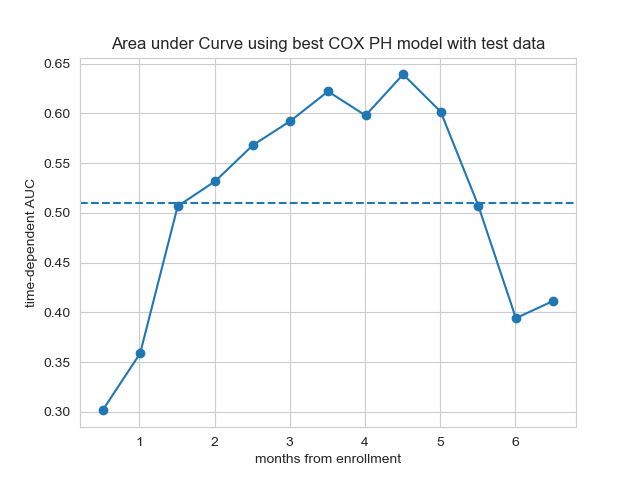 Area under Curve using best COX PH model with test data
time-dependent AUC
0.65
0.60
0.55
0.50
0.45
0.40
0.35
0.30
1 2 3 4 5 6
months from enrollment